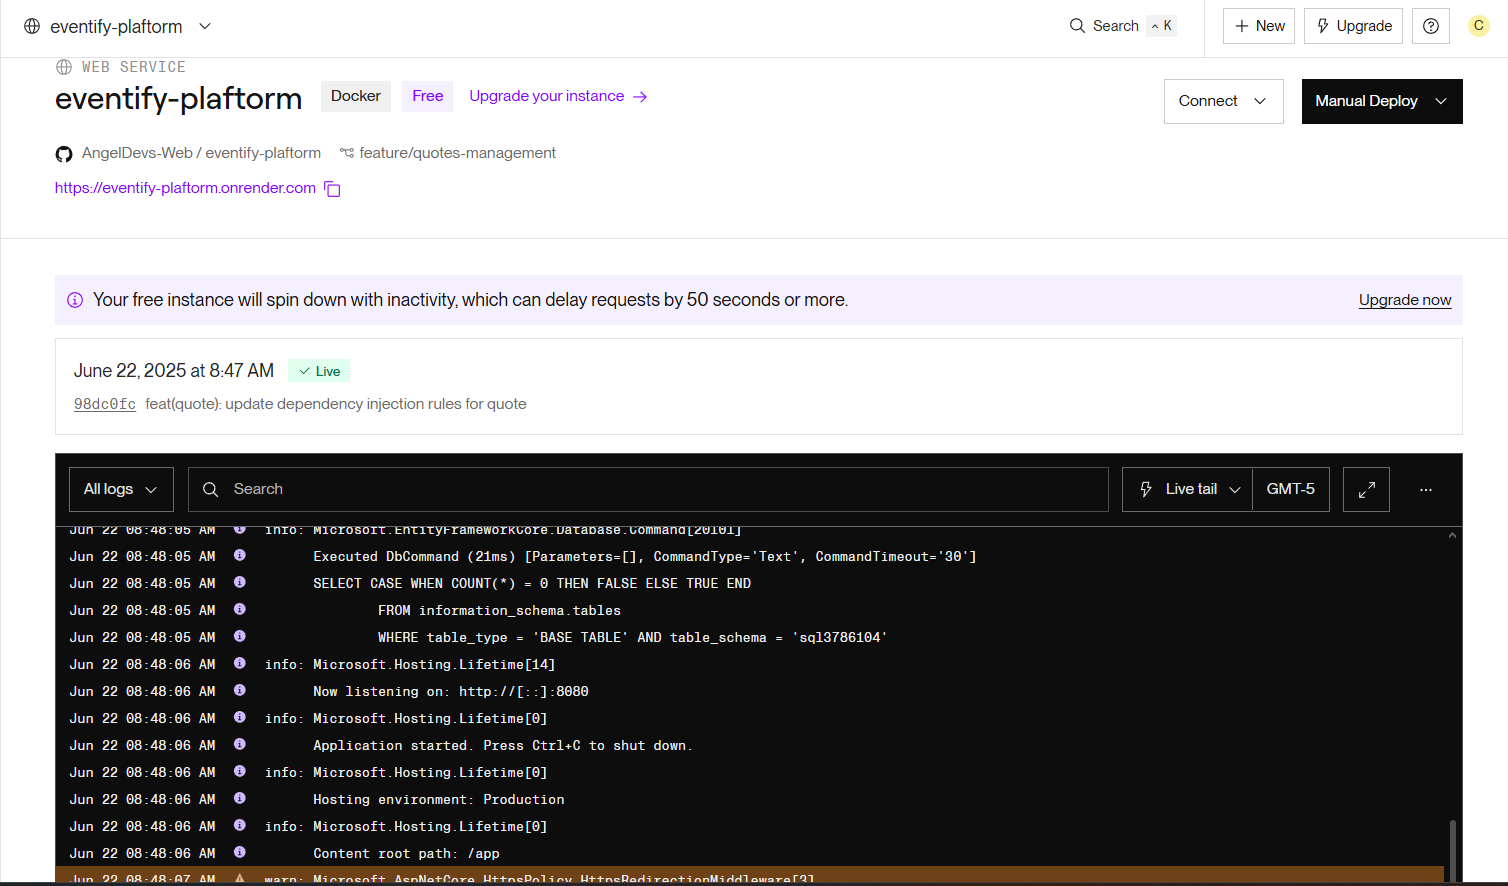 eventify-plaftorm
Search ^ K
+ New
Upgrade
C
WEB SERVICE
eventify-plaftorm Docker Free Upgrade your instance →
Connect
Manual Deploy
AngelDevs-Web / eventify-plaftorm feature/quotes-management
https://eventify-plaftorm.onrender.com
Your free instance will spin down with inactivity, which can delay requests by 50 seconds or more. Upgrade now
June 22, 2025 at 8:47 AM ✓ Live
98dc0fc feat(quote): update dependency injection rules for quote
All logs Search Live tail GMT-5 ...
Jun 22 08:48:05 AM info: Microsoft.EntityFrameworkCore.Database.Command[20101]
Jun 22 08:48:05 AM Executed DbCommand (21ms) [Parameters=[], CommandType='Text', CommandTimeout='30']
Jun 22 08:48:05 AM SELECT CASE WHEN COUNT(*) = 0 THEN FALSE ELSE TRUE END
Jun 22 08:48:05 AM FROM information_schema.tables
Jun 22 08:48:05 AM WHERE table_type = 'BASE TABLE' AND table_schema = 'sql3786104'
Jun 22 08:48:06 AM info: Microsoft.Hosting.Lifetime[14]
Jun 22 08:48:06 AM Now listening on: http://[::]:8080
Jun 22 08:48:06 AM info: Microsoft.Hosting.Lifetime[0]
Jun 22 08:48:06 AM Application started. Press Ctrl+C to shut down.
Jun 22 08:48:06 AM info: Microsoft.Hosting.Lifetime[0]
Jun 22 08:48:06 AM Hosting environment: Production
Jun 22 08:48:06 AM info: Microsoft.Hosting.Lifetime[0]
Jun 22 08:48:06 AM Content root path: /app
Jun 22 08:48:07 AM warn: Microsoft.AspNetCore.HttpsPolicy.HttpsRedirectionMiddleware[3]